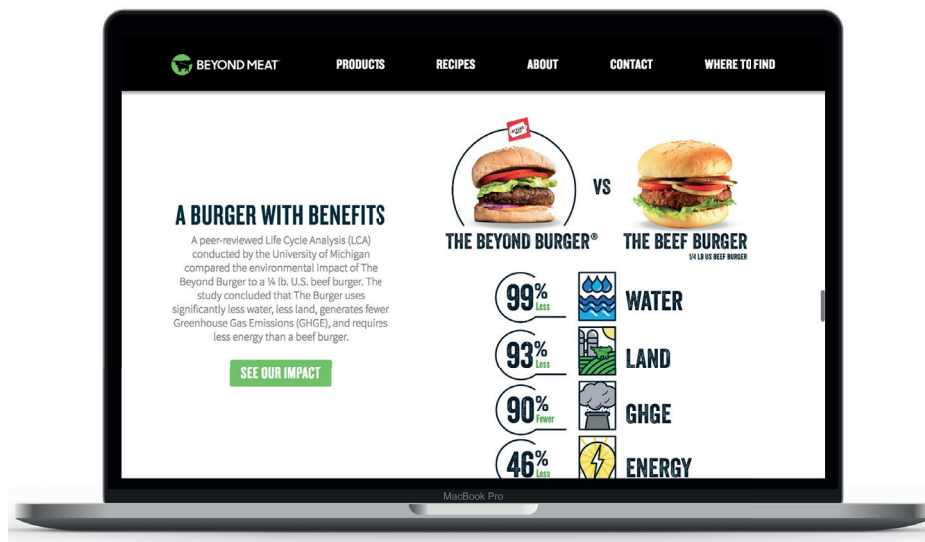 BEYOND MEAT
PRODUCTS
RECIPES
ABOUT
CONTACT
WHERE TO FIND
BEYOND MEAT
VS
A BURGER WITH BENEFITS
A peer-reviewed Life Cycle Analysis (LCA)
conducted by the University of Michigan
compared the environmental impact of The
Beyond Burger to a ¼ lb. U.S. beef burger. The
study concluded that The Burger uses
significantly less water, less land, generates fewer
Greenhouse Gas Emissions (GHGE), and requires
less energy than a beef burger.
SEE OUR IMPACT
THE BEYOND BURGER®
THE BEEF BURGER
1/4 LB US BEEF BURGER
99% Less
WATER
93% Less
LAND
90% Fewer
GHGE
46% Less
ENERGY
MacBook Pro